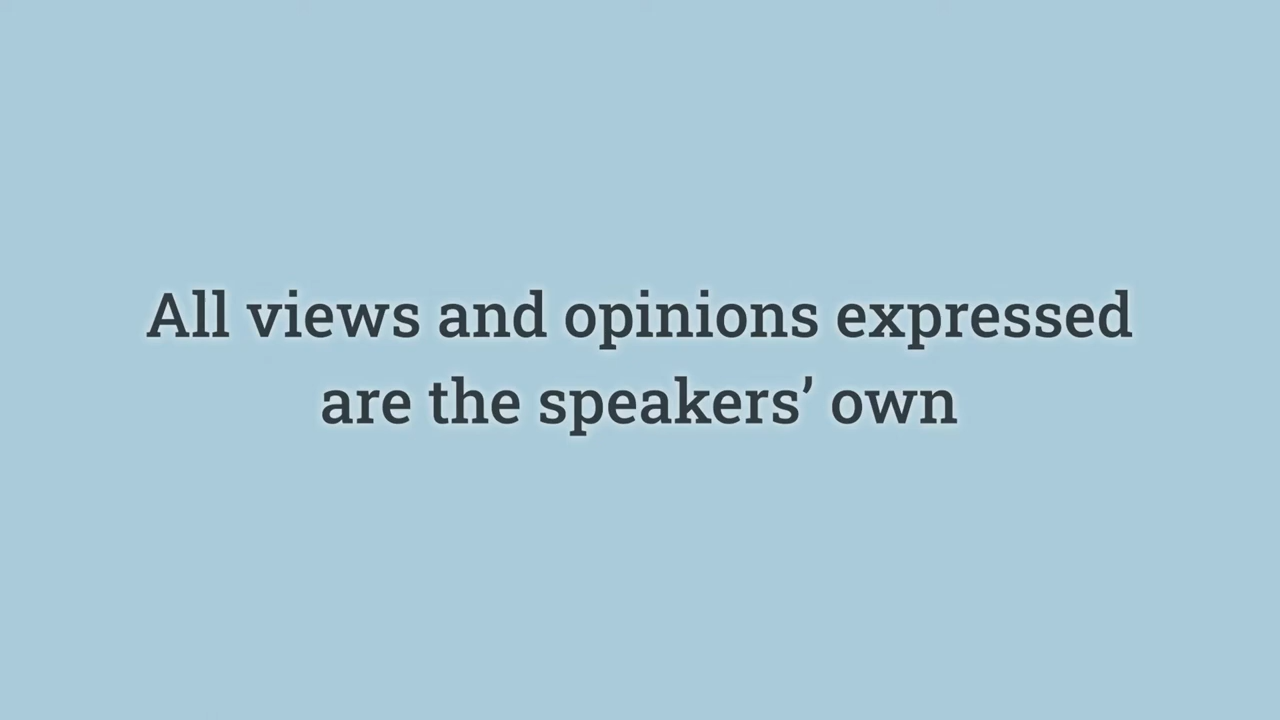 All views and opinions expressed
are the speakers’ own